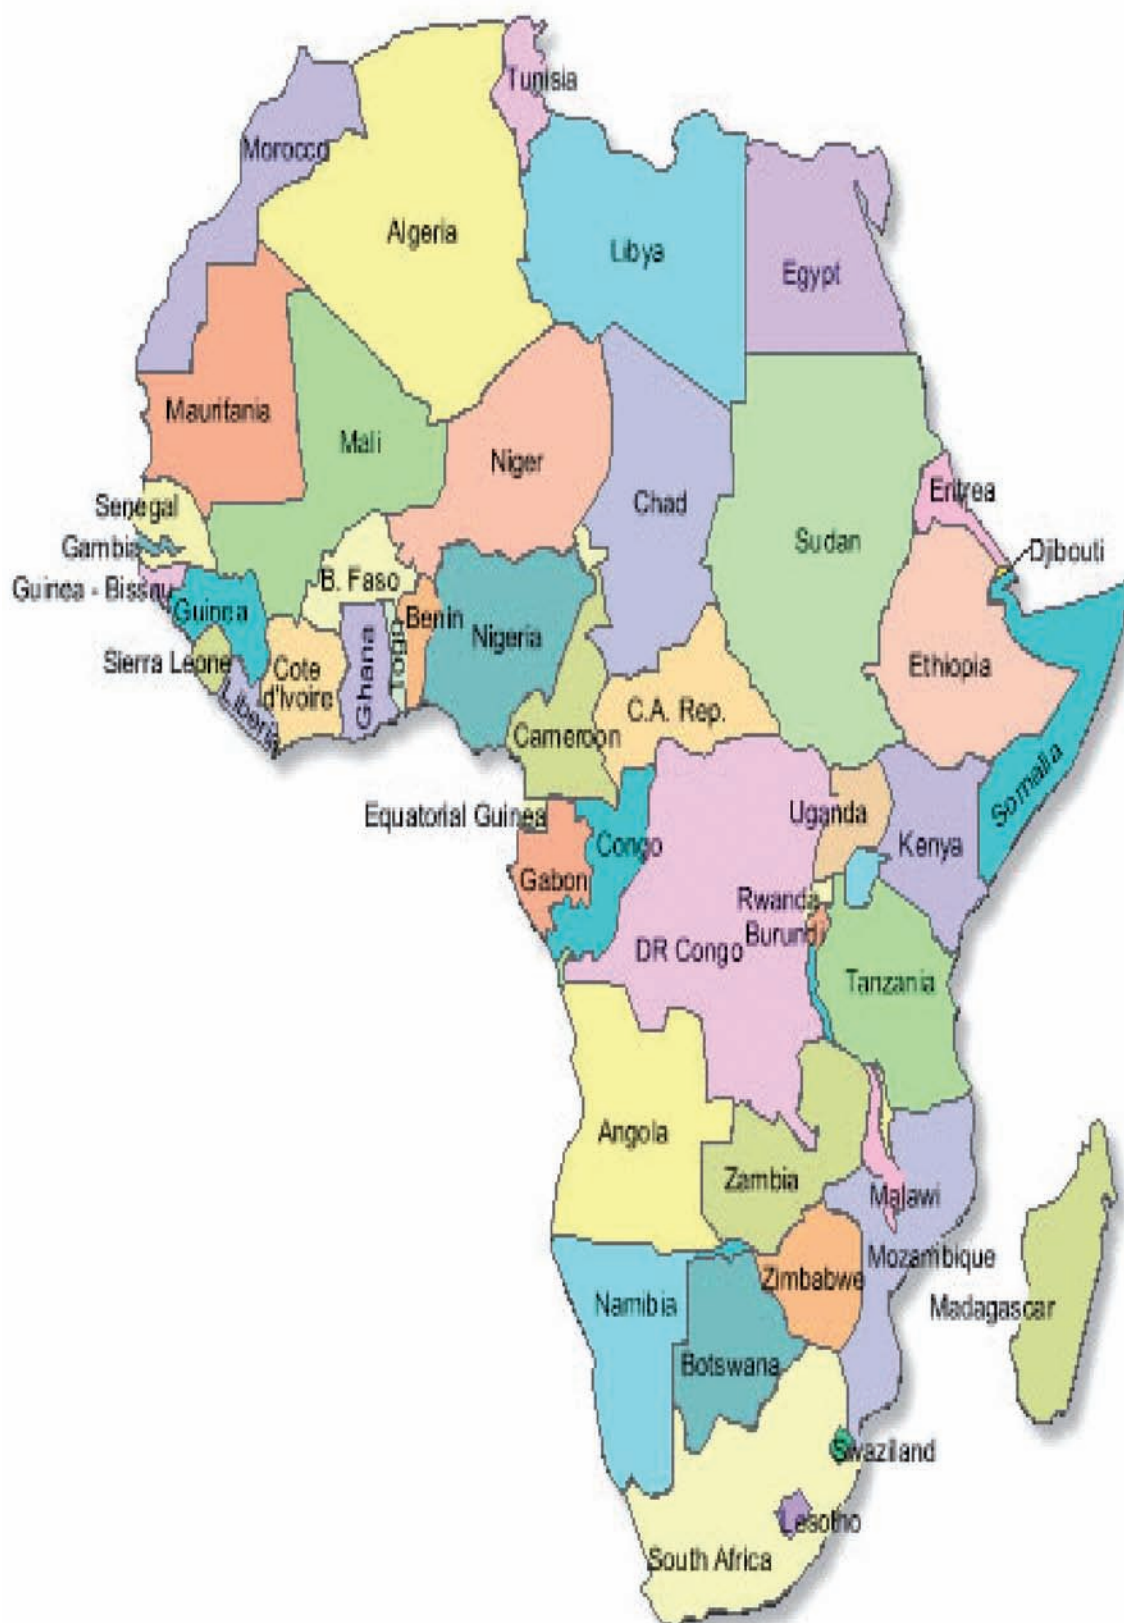 Tunisia
Morocco
Algeria
Libya
Egypt
Mauritania
Mali
Niger
Chad
Sudan
Eritrea
Senegal
Gambia
Djibouti
Guinea - Bissau
B. Faso
Guinea
Benin
Togo
Ghana
Nigeria
Sierra Leone
Cote
d'Ivoire
Liberia
Ethiopia
C.A. Rep.
Cameroon
Somalia
Equatorial Guinea
Uganda
Congo
Kenya
Gabon
Rwanda
Burundi
DR Congo
Tanzania
Angola
Zambia
Malawi
Mozambique
Zimbabwe
Namibia
Madagascar
Botswana
Swaziland
Lesotho
South Africa